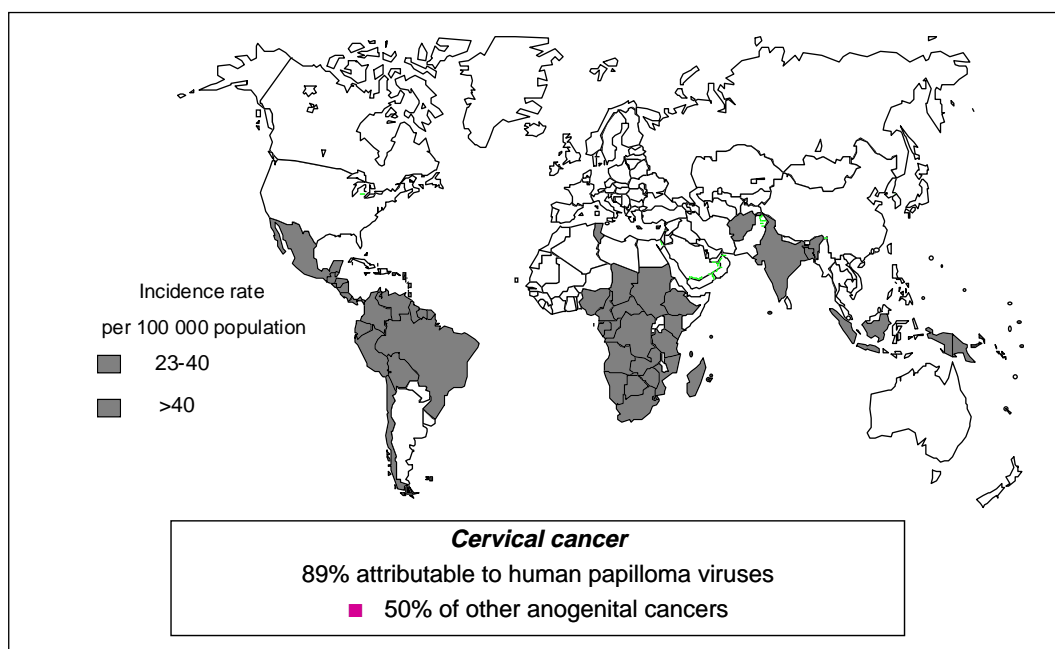 Incidence rate
per 100 000 population
23-40
>40
Cervical cancer
89% attributable to human papilloma viruses
50% of other anogenital cancers